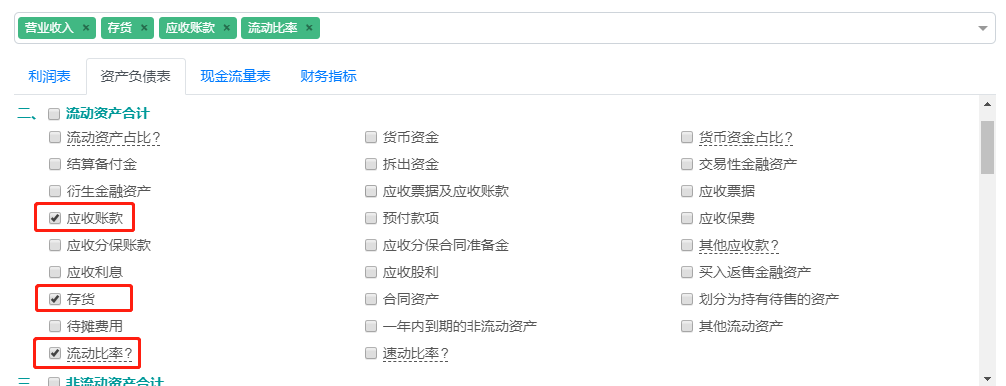 营业收入 × 存货 × 应收账款 × 流动比率 ×
利润表 资产负债表 现金流量表 财务指标
二、 流动资产合计
流动资产占比? 货币资金 货币资金占比?
结算备付金 拆出资金 交易性金融资产
衍生金融资产 应收票据及应收账款 应收票据
应收账款 预付款项 应收保费
应收分保账款 应收分保合同准备金 其他应收款?
应收利息 应收股利 买入返售金融资产
存货 合同资产 划分为持有待售的资产
待摊费用 一年内到期的非流动资产 其他流动资产
流动比率? 速动比率?
三、 非流动资产合计